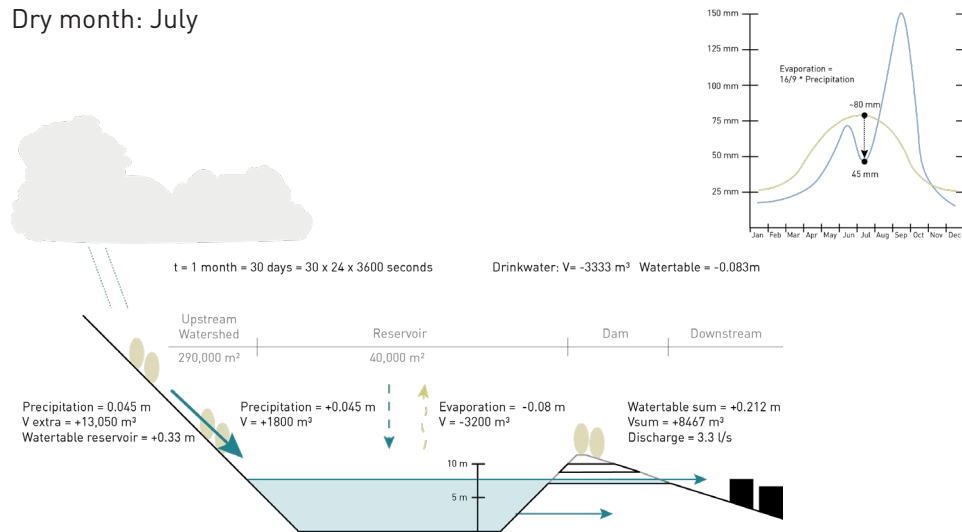 Dry month: July
150 mm
125 mm
100 mm
75 mm
50 mm
25 mm
Evaporation =
16/9 * Precipitation
~80 mm
45 mm
Jan Feb Mar Apr May Jun Jul Aug Sep Oct Nov Dec
t = 1 month = 30 days = 30 x 24 x 3600 seconds
Drinkwater: V= -3333 m³ Watertable = -0.083m
Upstream
Watershed
290,000 m²
Reservoir
40,000 m²
Dam
Downstream
Precipitation = 0.045 m
V extra = +13,050 m³
Watertable reservoir = +0.33 m
Precipitation = +0.045 m
V = +1800 m³
Evaporation = -0.08 m
V = -3200 m³
Watertable sum = +0.212 m
Vsum = +8467 m³
Discharge = 3.3 l/s
10 m
5 m